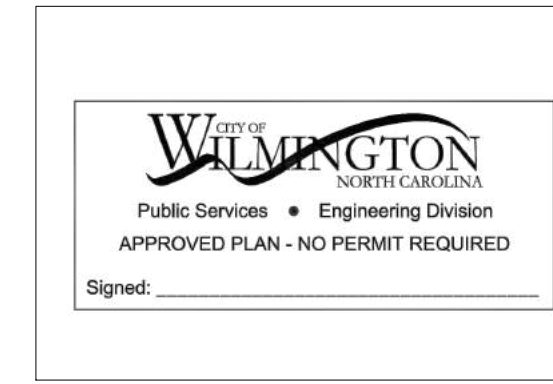 CITY OF
WILMINGTON
NORTH CAROLINA
Public Services • Engineering Division
APPROVED PLAN - NO PERMIT REQUIRED
Signed: ___________________________________